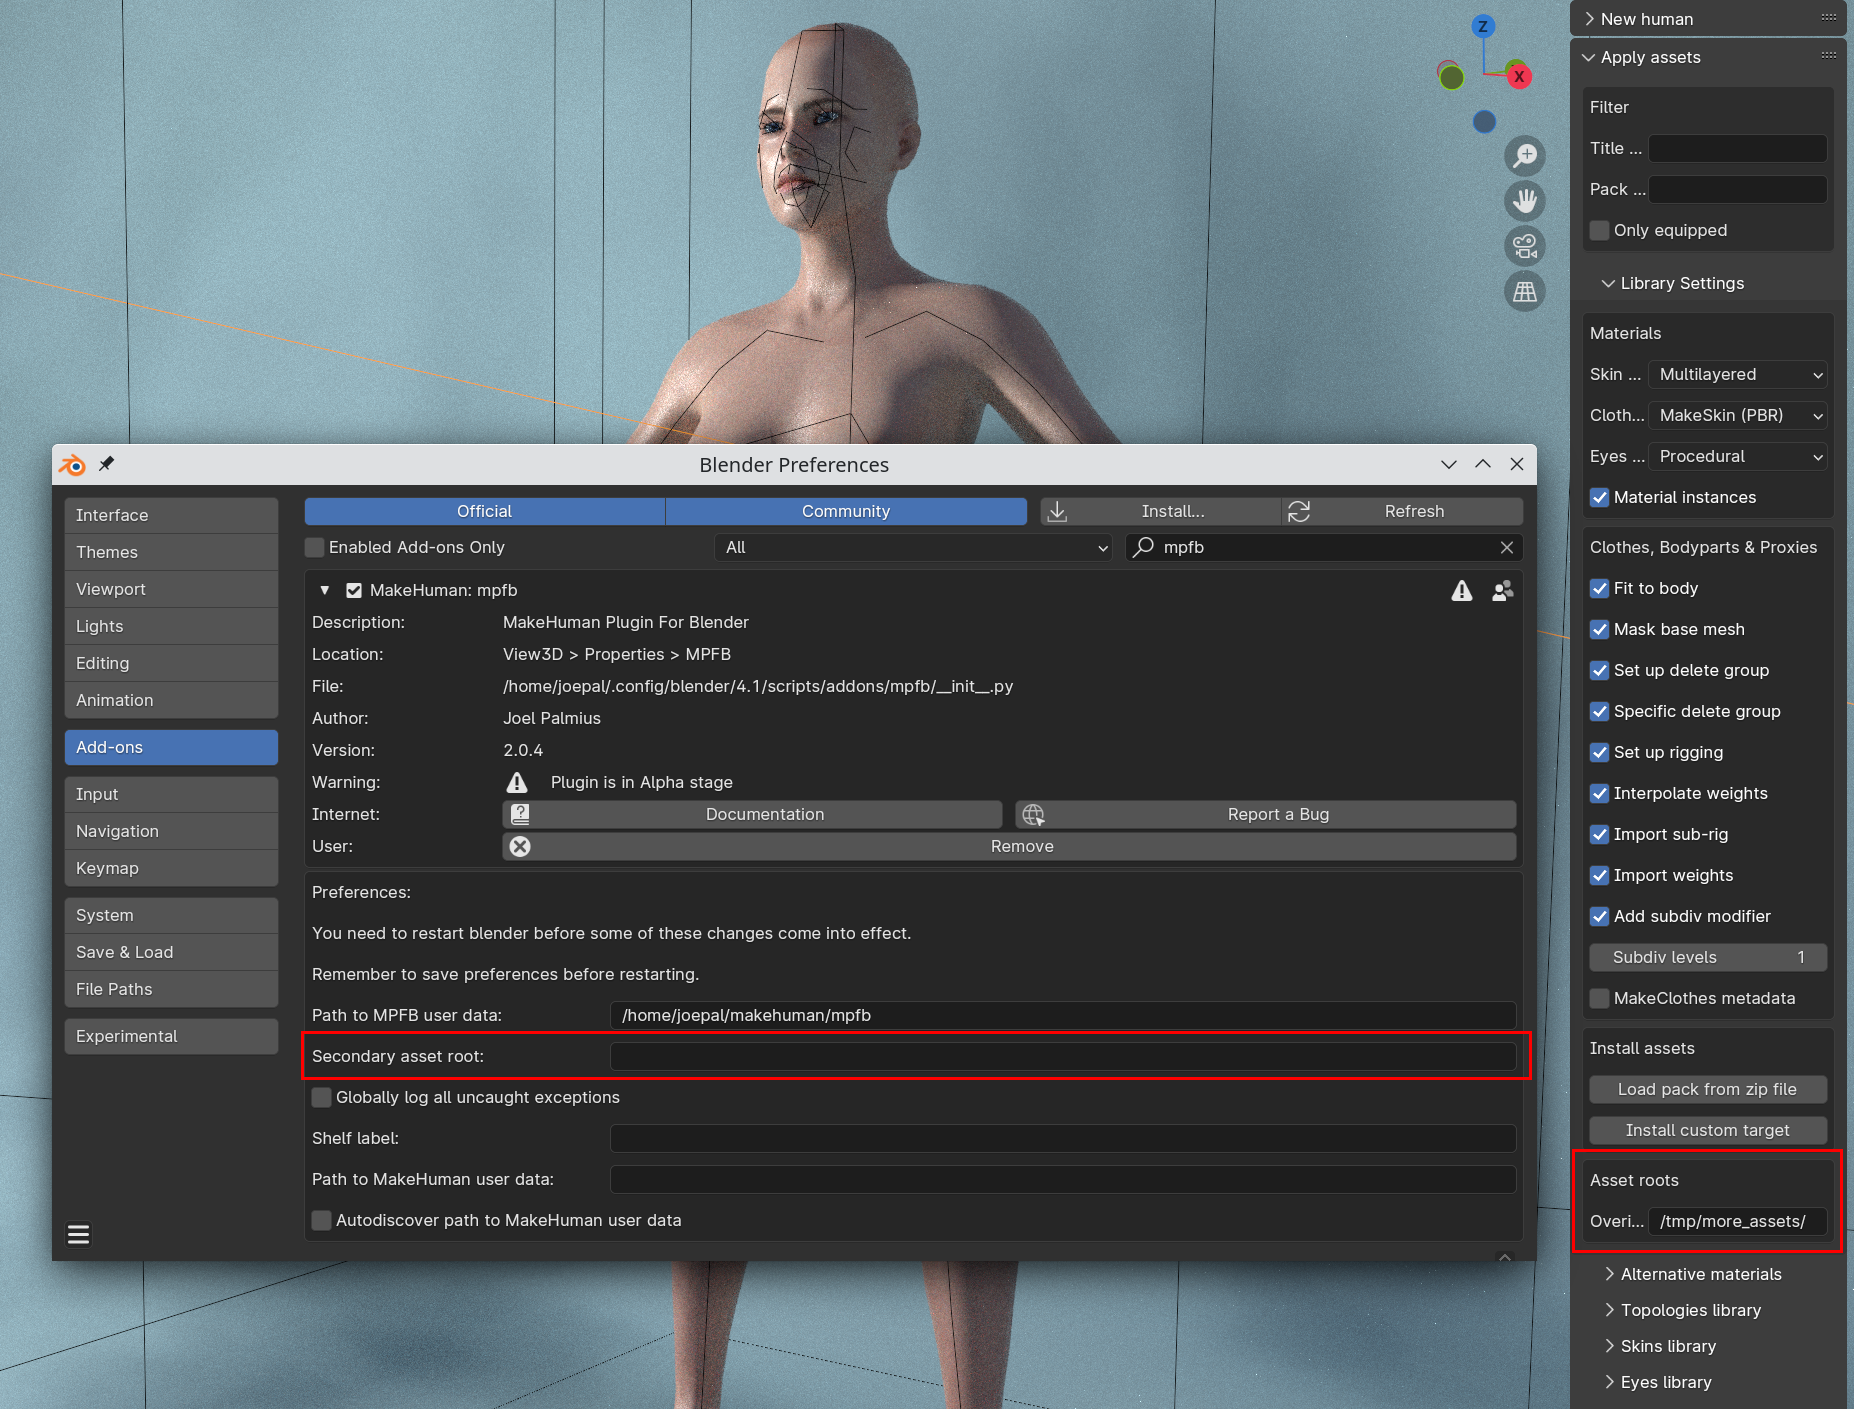 Z
X
Blender Preferences
Interface
Themes
Viewport
Lights
Editing
Animation
Add-ons
Input
Navigation
Keymap
System
Save & Load
File Paths
Experimental
Official Community Install... Refresh
Enabled Add-ons Only All mpfb
MakeHuman: mpfb
Description: MakeHuman Plugin For Blender
Location: View3D > Properties > MPFB
File: /home/joepal/.config/blender/4.1/scripts/addons/mpfb/__init__.py
Author: Joel Palmius
Version: 2.0.4
Warning: Plugin is in Alpha stage
Internet: Documentation Report a Bug
User: Remove
Preferences:
You need to restart blender before some of these changes come into effect.
Remember to save preferences before restarting.
Path to MPFB user data: /home/joepal/makehuman/mpfb
Secondary asset root:
Globally log all uncaught exceptions
Shelf label:
Path to MakeHuman user data:
Autodiscover path to MakeHuman user data
New human
Apply assets
Filter
Title ...
Pack ...
Only equipped
Library Settings
Materials
Skin ... Multilayered
Cloth... MakeSkin (PBR)
Eyes ... Procedural
Material instances
Clothes, Bodyparts & Proxies
Fit to body
Mask base mesh
Set up delete group
Specific delete group
Set up rigging
Interpolate weights
Import sub-rig
Import weights
Add subdiv modifier
Subdiv levels 1
MakeClothes metadata
Install assets
Load pack from zip file
Install custom target
Asset roots
Overi... /tmp/more_assets/
Alternative materials
Topologies library
Skins library
Eyes library